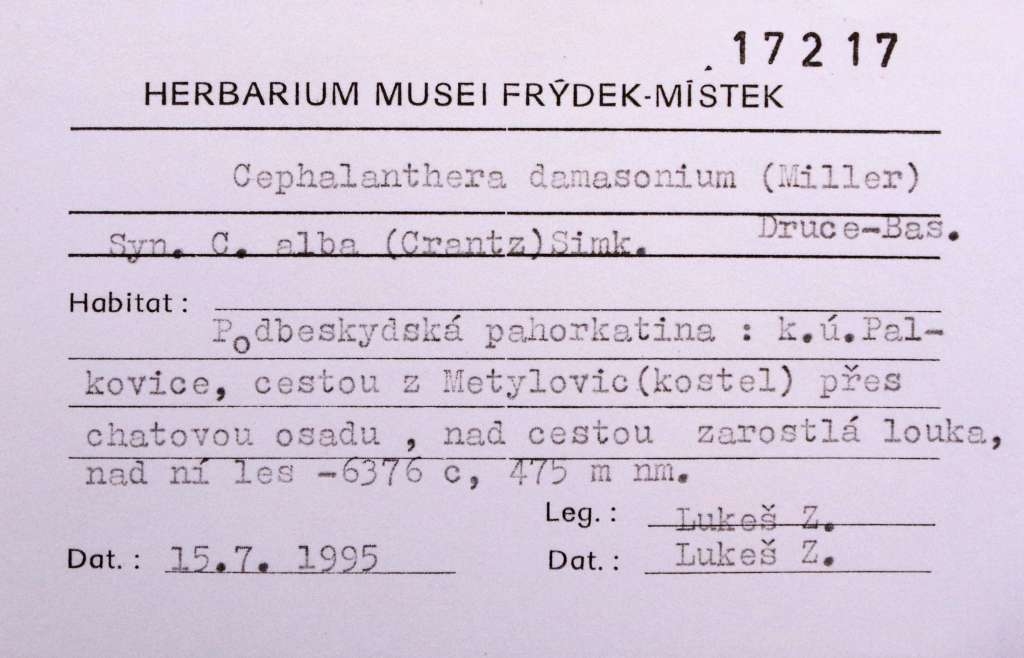 17217
HERBARIUM MUSEI FRÝDEK-MÍSTEK
Cephalanthera damasonium (Miller)
Druce-Bas.
Syn. C. alba (Crantz)Simk.
Habitat :
Podbeskydská pahorkatina : k.ú.Pal-
kovice, cestou z Metylovic(kostel) přes
chatovou osadu , nad cestou zarostlá louka,
nad ní les -6376 c, 475 m nm.
Leg. : Lukeš Z.
Dat. : 15.7. 1995 Dat. : Lukeš Z.